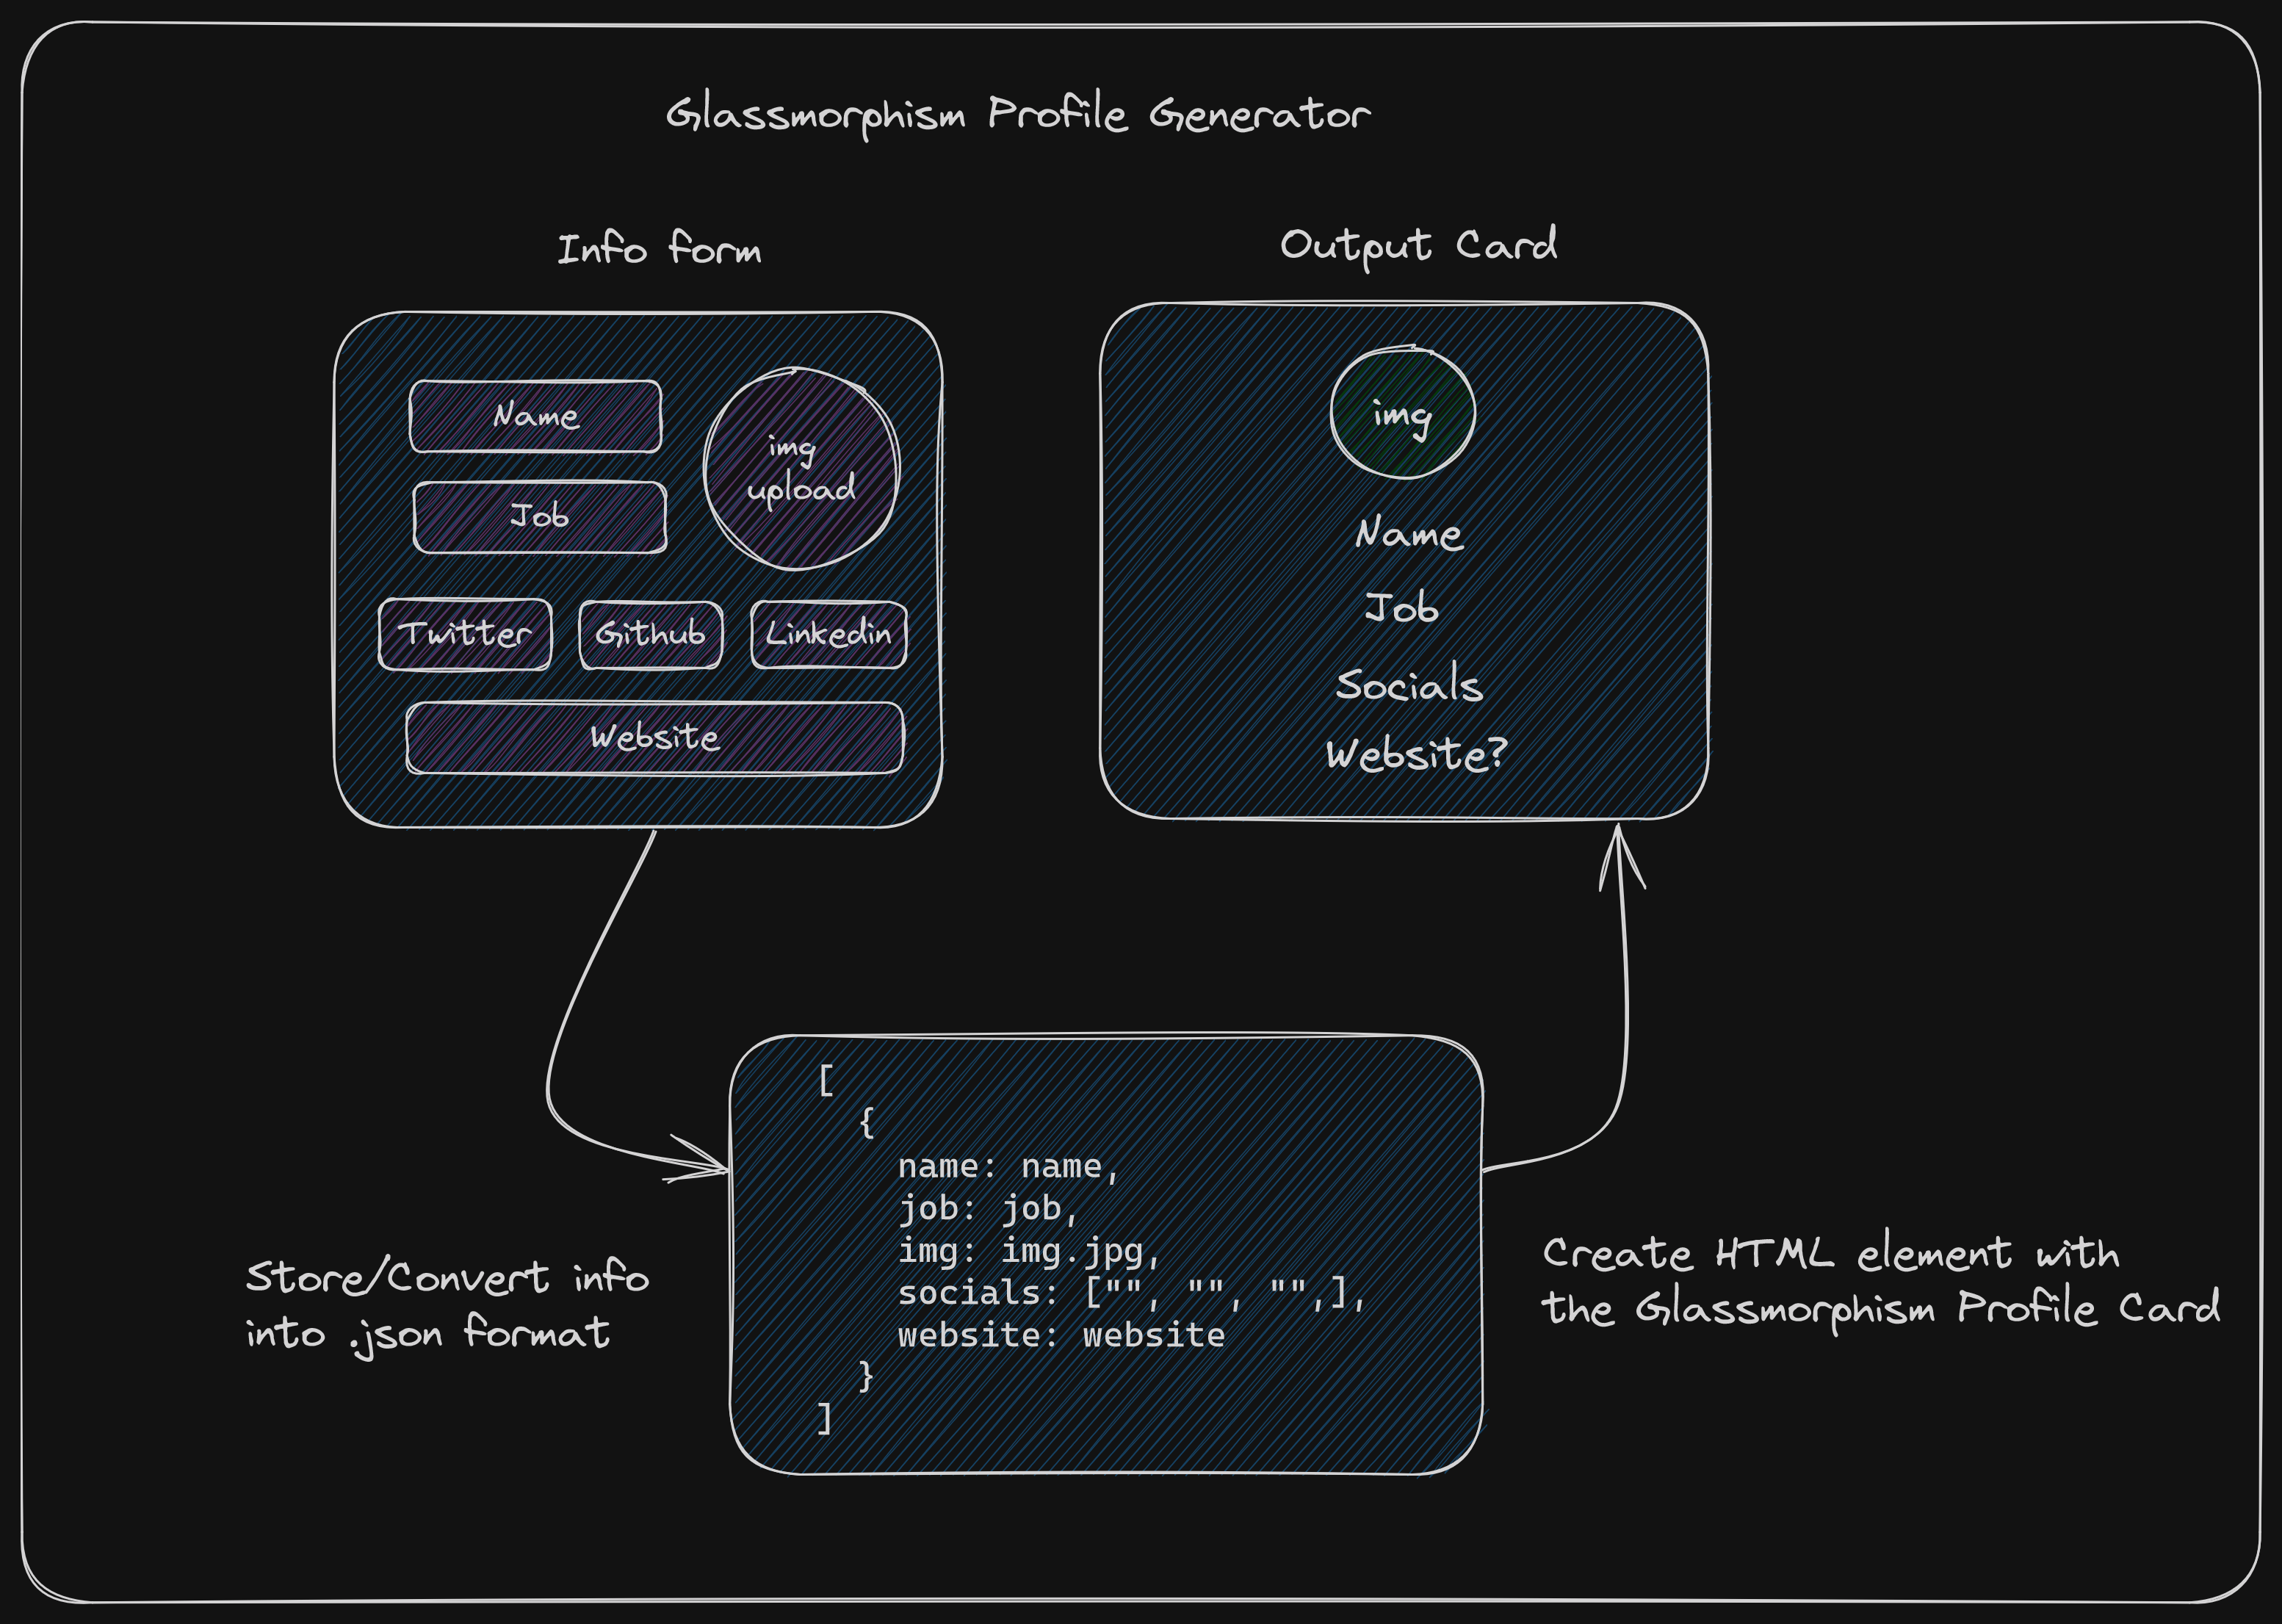 Glassmorphism Profile Generator
Info form
Output Card
Name
img
upload
Job
Twitter
Github
Linkedin
Website
img
Name
Job
Socials
Website?
Store/Convert info
into .json format
[
{
name: name,
job: job,
img: img.jpg,
socials: ["", "", "",],
website: website
}
]
Create HTML element with
the Glassmorphism Profile Card